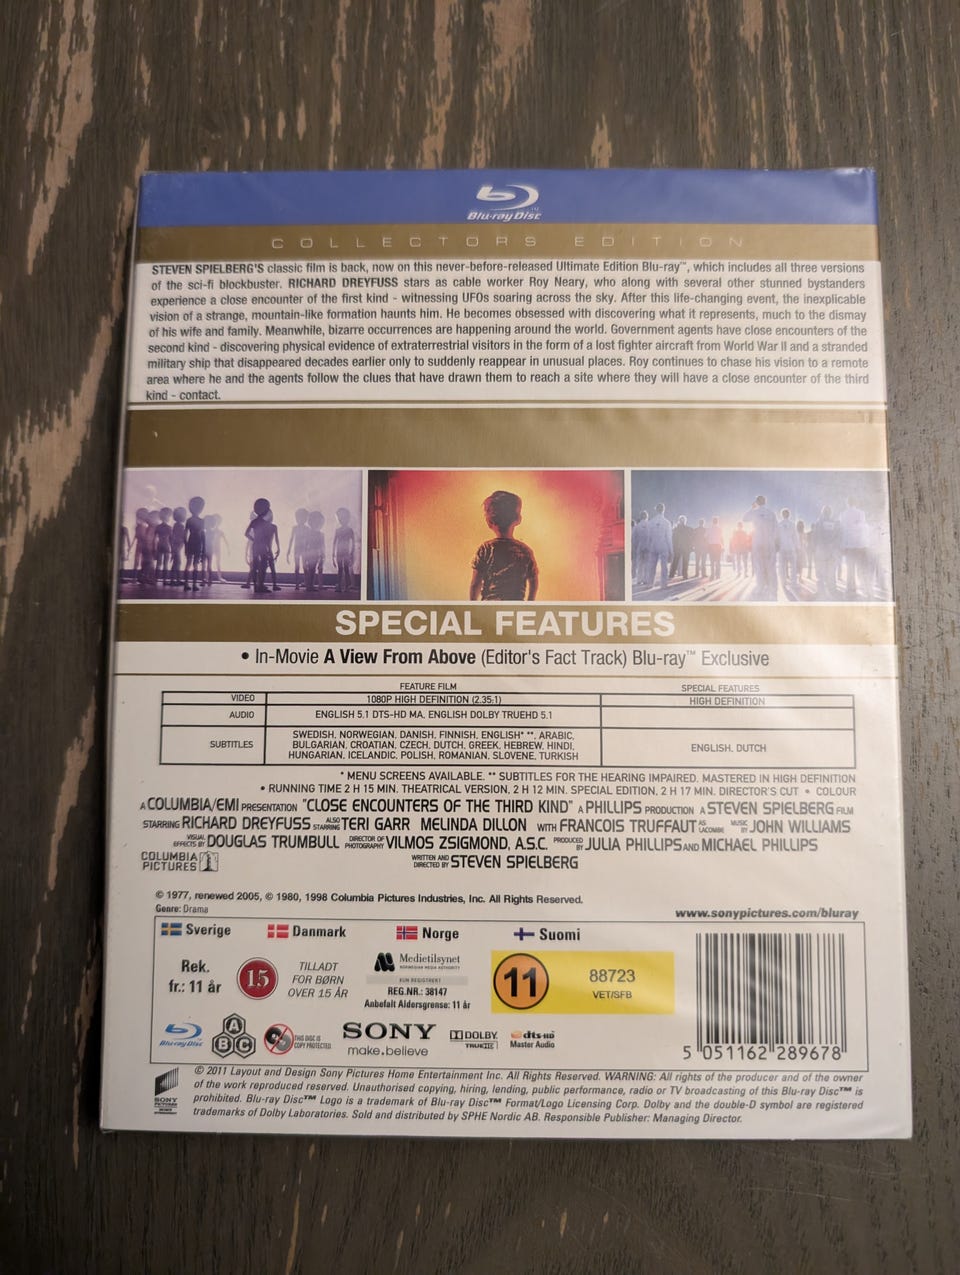 Blu-ray Disc
COLLECTORS EDITION
STEVEN SPIELBERG'S classic film is back, now on this never-before-released Ultimate Edition Blu-ray™, which includes all three versions
of the sci-fi blockbuster. RICHARD DREYFUSS stars as cable worker Roy Neary, who along with several other stunned bystanders
experience a close encounter of the first kind - witnessing UFOs soaring across the sky. After this life-changing event, the inexplicable
vision of a strange, mountain-like formation haunts him. He becomes obsessed with discovering what it represents, much to the dismay
of his wife and family. Meanwhile, bizarre occurrences are happening around the world. Government agents have close encounters of the
second kind - discovering physical evidence of extraterrestrial visitors in the form of a lost fighter aircraft from World War II and a stranded
military ship that disappeared decades earlier only to suddenly reappear in unusual places. Roy continues to chase his vision to a remote
area where he and the agents follow the clues that have drawn them to reach a site where they will have a close encounter of the third
kind - contact.
SPECIAL FEATURES
• In-Movie A View From Above (Editor's Fact Track) Blu-ray™ Exclusive
FEATURE FILM SPECIAL FEATURES
VIDEO 1080P HIGH DEFINITION (2.35:1) HIGH DEFINITION
AUDIO ENGLISH 5.1 DTS-HD MA, ENGLISH DOLBY TRUEHD 5.1
SUBTITLES SWEDISH, NORWEGIAN, DANISH, FINNISH, ENGLISH* **, ARABIC,
BULGARIAN, CROATIAN, CZECH, DUTCH, GREEK, HEBREW, HINDI, ENGLISH, DUTCH
HUNGARIAN, ICELANDIC, POLISH, ROMANIAN, SLOVENE, TURKISH
* MENU SCREENS AVAILABLE. ** SUBTITLES FOR THE HEARING IMPAIRED. MASTERED IN HIGH DEFINITION
• RUNNING TIME 2 H 15 MIN. THEATRICAL VERSION, 2 H 12 MIN. SPECIAL EDITION, 2 H 17 MIN. DIRECTOR'S CUT • COLOUR
A COLUMBIA/EMI PRESENTATION "CLOSE ENCOUNTERS OF THE THIRD KIND" A PHILLIPS PRODUCTION A STEVEN SPIELBERG FILM
STARRING RICHARD DREYFUSS ALSO STARRING TERI GARR MELINDA DILLON WITH FRANCOIS TRUFFAUT AS LACOMBE MUSIC BY JOHN WILLIAMS
VISUAL EFFECTS BY DOUGLAS TRUMBULL DIRECTOR OF PHOTOGRAPHY VILMOS ZSIGMOND, A.S.C. PRODUCED BY JULIA PHILLIPS AND MICHAEL PHILLIPS
COLUMBIA PICTURES WRITTEN AND DIRECTED BY STEVEN SPIELBERG
© 1977, renewed 2005, © 1980, 1998 Columbia Pictures Industries, Inc. All Rights Reserved.
Genre: Drama
www.sonypictures.com/bluray
Sverige Danmark Norge Suomi
Rek.
fr.: 11 år
15
TILLADT
FOR BØRN
OVER 15 ÅR
Medietilsynet
NORWEGIAN MEDIA AUTHORITY
KUN REGISTRERT
REG.NR.: 38147
Anbefalt Aldersgrense: 11 år
11
88723
VET/SFB
Blu-ray Disc
A
B C
THIS DISC IS
COPY PROTECTED
SONY
make.believe
DOLBY
TRUEHD
dts-HD
Master Audio
5 051162 289678
SONY
PICTURES
© 2011 Layout and Design Sony Pictures Home Entertainment Inc. All Rights Reserved. WARNING: All rights of the producer and of the owner
of the work reproduced reserved. Unauthorised copying, hiring, lending, public performance, radio or TV broadcasting of this Blu-ray Disc™ is
prohibited. Blu-ray Disc™ Logo is a trademark of Blu-ray Disc™ Format/Logo Licensing Corp. Dolby and the double-D symbol are registered
trademarks of Dolby Laboratories. Sold and distributed by SPHE Nordic AB. Responsible Publisher: Managing Director.